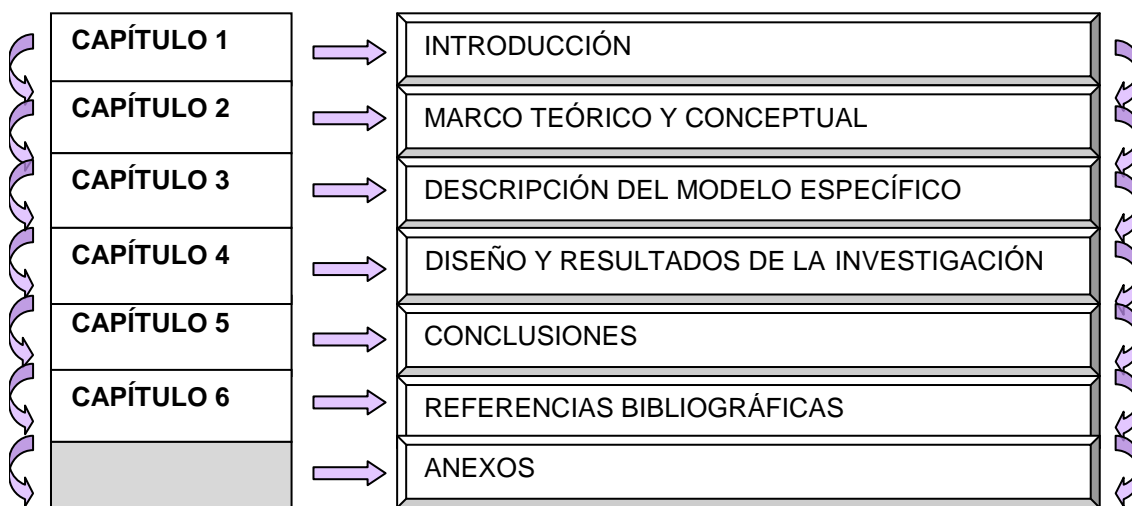 CAPÍTULO 1
INTRODUCCIÓN
CAPÍTULO 2
MARCO TEÓRICO Y CONCEPTUAL
CAPÍTULO 3
DESCRIPCIÓN DEL MODELO ESPECÍFICO
CAPÍTULO 4
DISEÑO Y RESULTADOS DE LA INVESTIGACIÓN
CAPÍTULO 5
CONCLUSIONES
CAPÍTULO 6
REFERENCIAS BIBLIOGRÁFICAS
ANEXOS